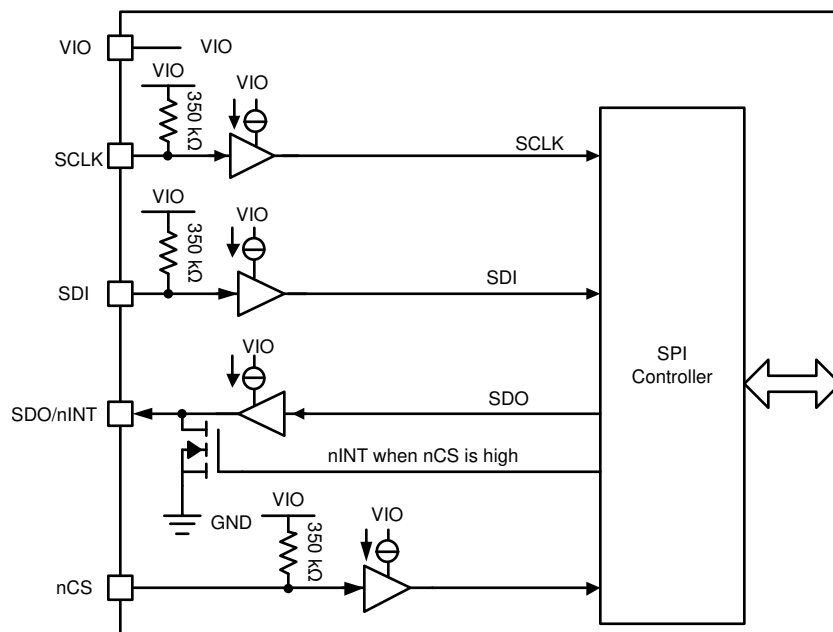 VIO
VIO
VIO
350 kΩ
VIO
SCLK
SCLK
VIO
350 kΩ
VIO
SDI
SDI
VIO
SPI
Controller
SDO/nINT
SDO
nINT when nCS is high
GND
VIO
350 kΩ
VIO
nCS